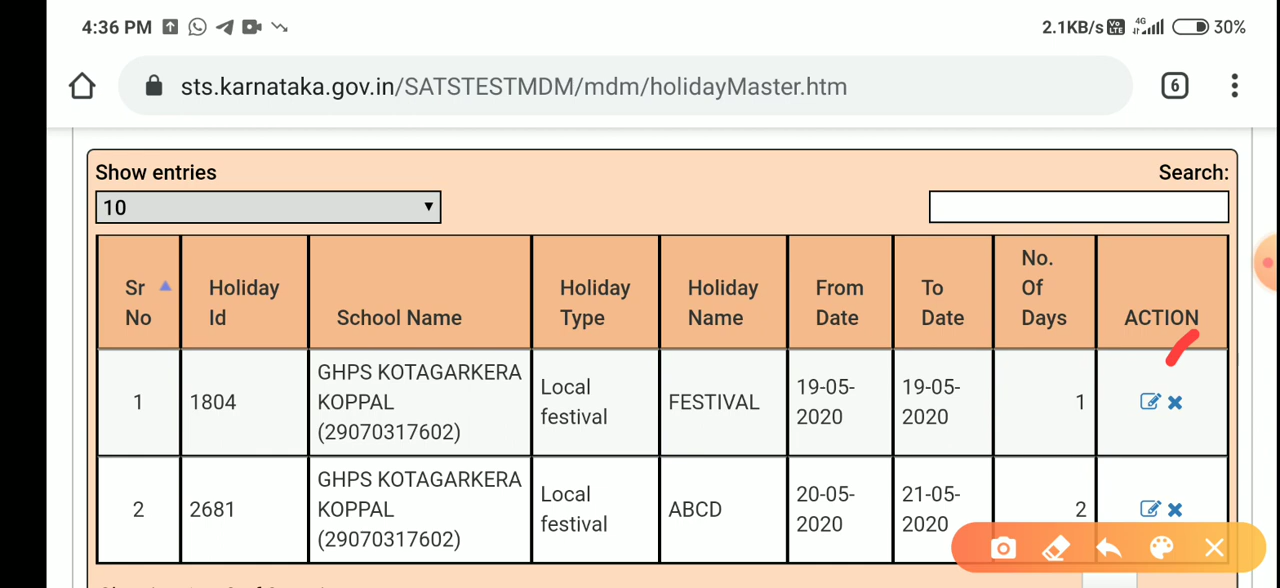 4:36 PM 2.1KB/s Vo LTE 4G 30%
sts.karnataka.gov.in/SATSTESTMDM/mdm/holidayMaster.htm 6
Show entries Search:
10
Sr No Holiday Id School Name Holiday Type Holiday Name From Date To Date No. Of Days ACTION
1 1804 GHPS KOTAGARKERA KOPPAL (29070317602) Local festival FESTIVAL 19-05-2020 19-05-2020 1
2 2681 GHPS KOTAGARKERA KOPPAL (29070317602) Local festival ABCD 20-05-2020 21-05-2020 2